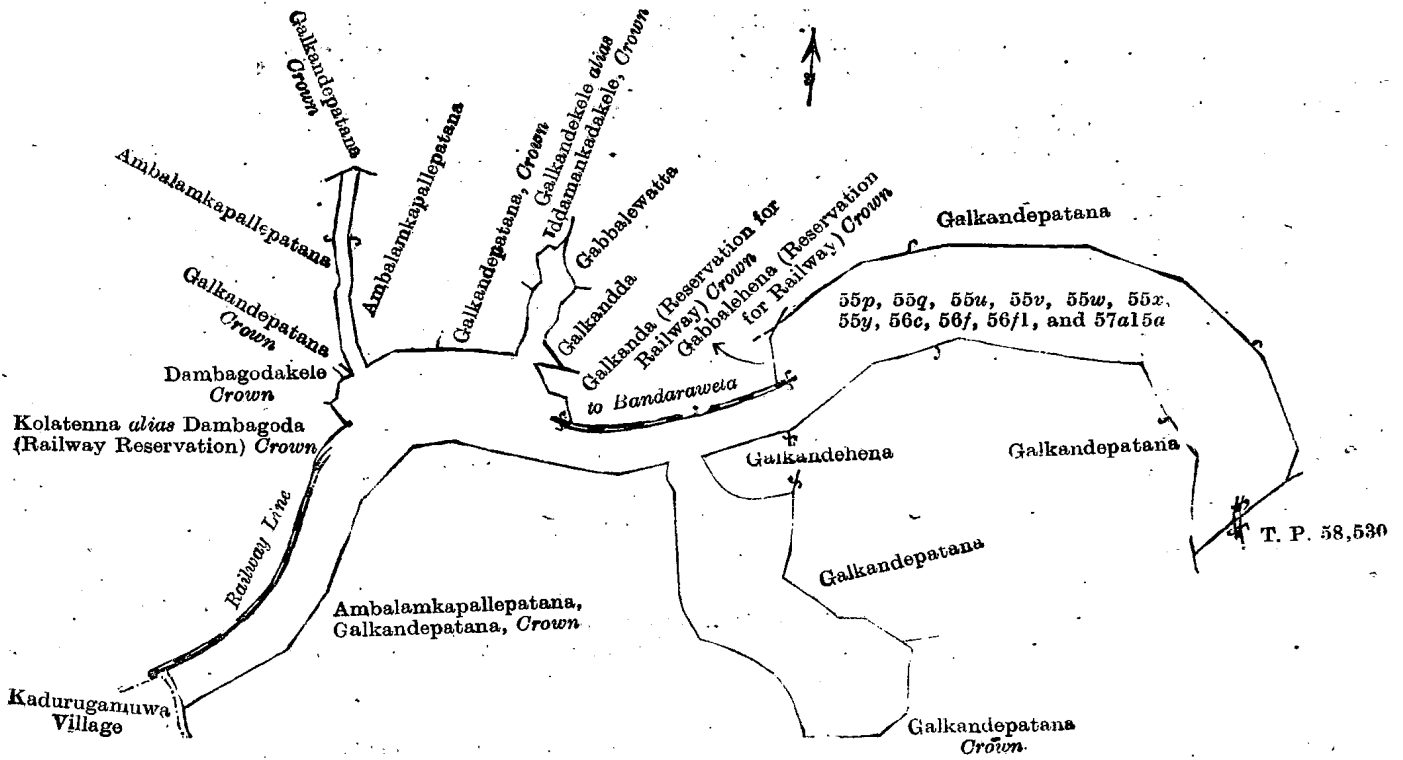 Galkandepatana
Crown
Ambalamkapallepatana
Galkandepatana
Crown
Dambagodakele
Crown
Kolatenna alias Dambagoda
(Railway Reservation) Crown
Ambalamkapallepatana
Galkandepatana, Crown
Galkandekele alias
Uddamankadakele, Crown
Gabbalewatta
Galkandda
Galkanda (Reservation for
Railway) Crown
Gabbalehena (Reservation
for Railway) Crown
to Bandaraweta
Galkandepatana
55p, 55q, 55u, 55v, 55w, 55x,
55y, 56c, 56f, 56f1, and 57a15a
Galkandehena
Galkandepatana
T. P. 58,530
Railway Line
Galkandepatana
Ambalamkapallepatana,
Galkandepatana, Crown
Kadurugamuwa
Village
Galkandepatana
Crown